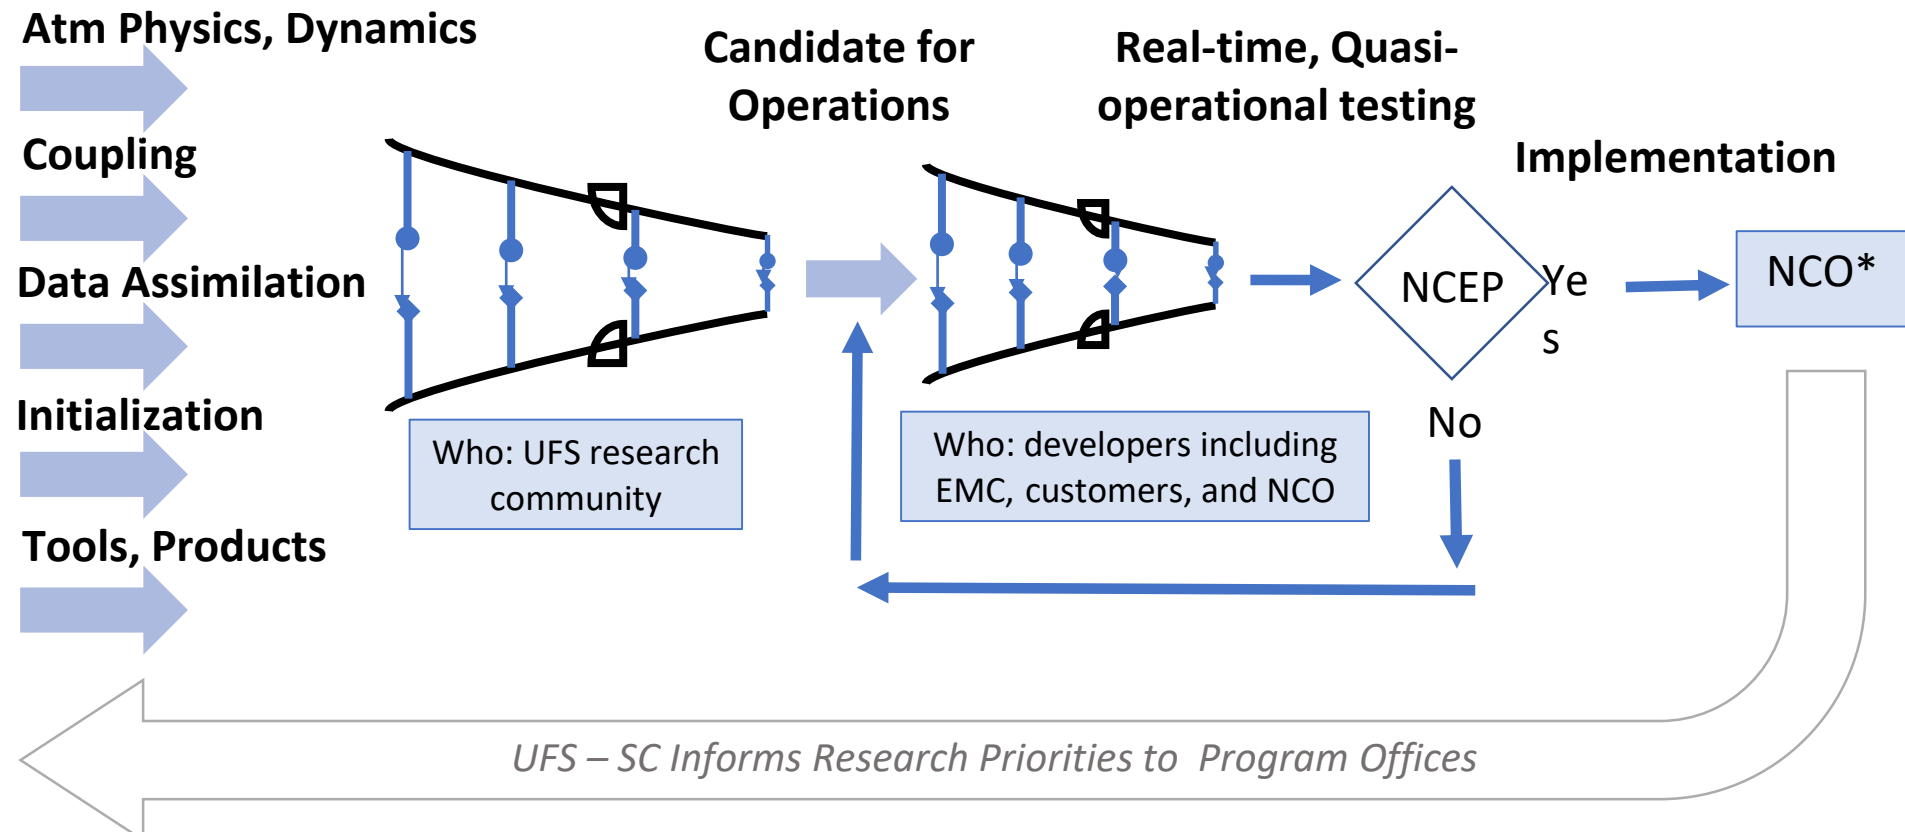 Atm Physics, Dynamics
Coupling
Data Assimilation
Initialization
Tools, Products
Candidate for
Operations
Real-time, Quasi-
operational testing
Implementation
Who: UFS research
community
Who: developers including
EMC, customers, and NCO
NCEP
Ye
s
No
NCO*
UFS – SC Informs Research Priorities to Program Offices